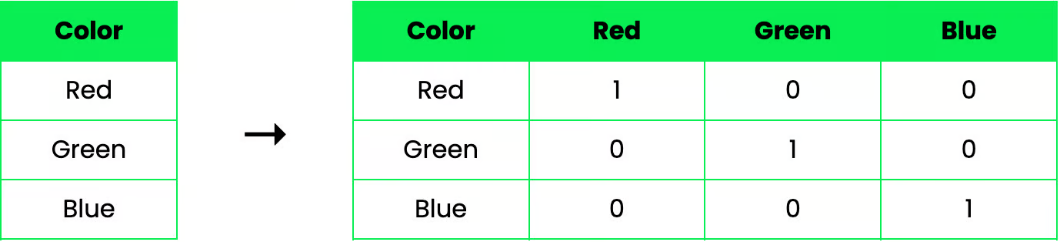 Color
Red
Green
Blue
→
Color Red Green Blue
Red 1 0 0
Green 0 1 0
Blue 0 0 1